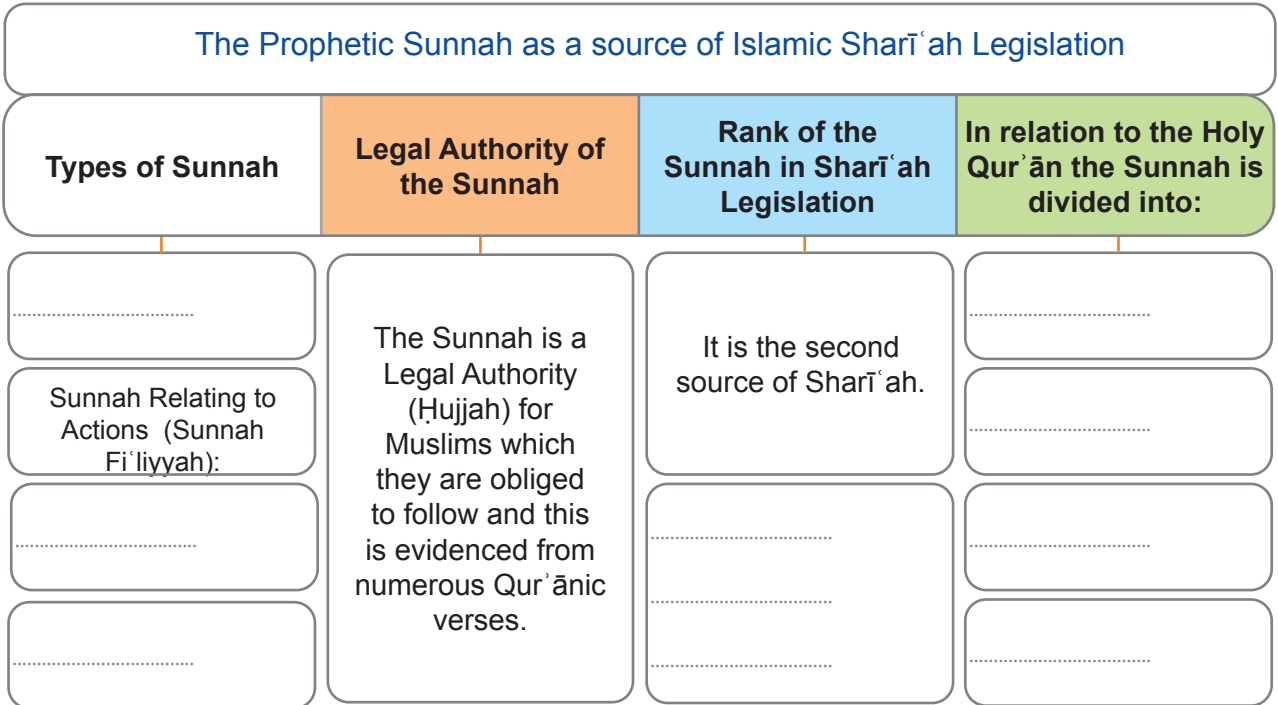 The Prophetic Sunnah as a source of Islamic Sharīʿah Legislation
Types of Sunnah
Legal Authority of
the Sunnah
Rank of the
Sunnah in Sharīʿah
Legislation
In relation to the Holy
Qurʾān the Sunnah is
divided into:
....................................
Sunnah Relating to
Actions (Sunnah
Fiʿliyyah):
....................................
....................................
The Sunnah is a
Legal Authority
(Ḥujjah) for
Muslims which
they are obliged
to follow and this
is evidenced from
numerous Qurʾānic
verses.
It is the second
source of Sharīʿah.
....................................
....................................
....................................
....................................
....................................
....................................
....................................